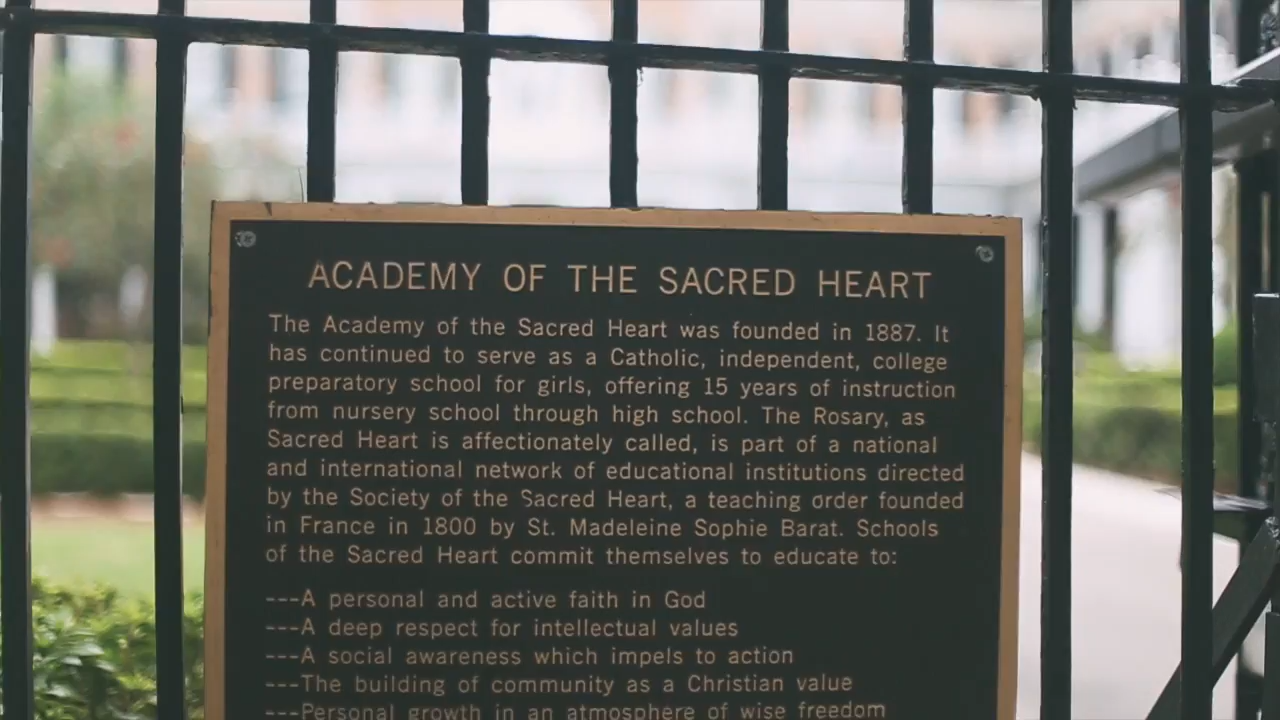 ACADEMY OF THE SACRED HEART
The Academy of the Sacred Heart was founded in 1887. It
has continued to serve as a Catholic, independent, college
preparatory school for girls, offering 15 years of instruction
from nursery school through high school. The Rosary, as
Sacred Heart is affectionately called, is part of a national
and international network of educational institutions directed
by the Society of the Sacred Heart, a teaching order founded
in France in 1800 by St. Madeleine Sophie Barat. Schools
of the Sacred Heart commit themselves to educate to:
---A personal and active faith in God
---A deep respect for intellectual values
---A social awareness which impels to action
---The building of community as a Christian value
---Personal growth in an atmosphere of wise freedom